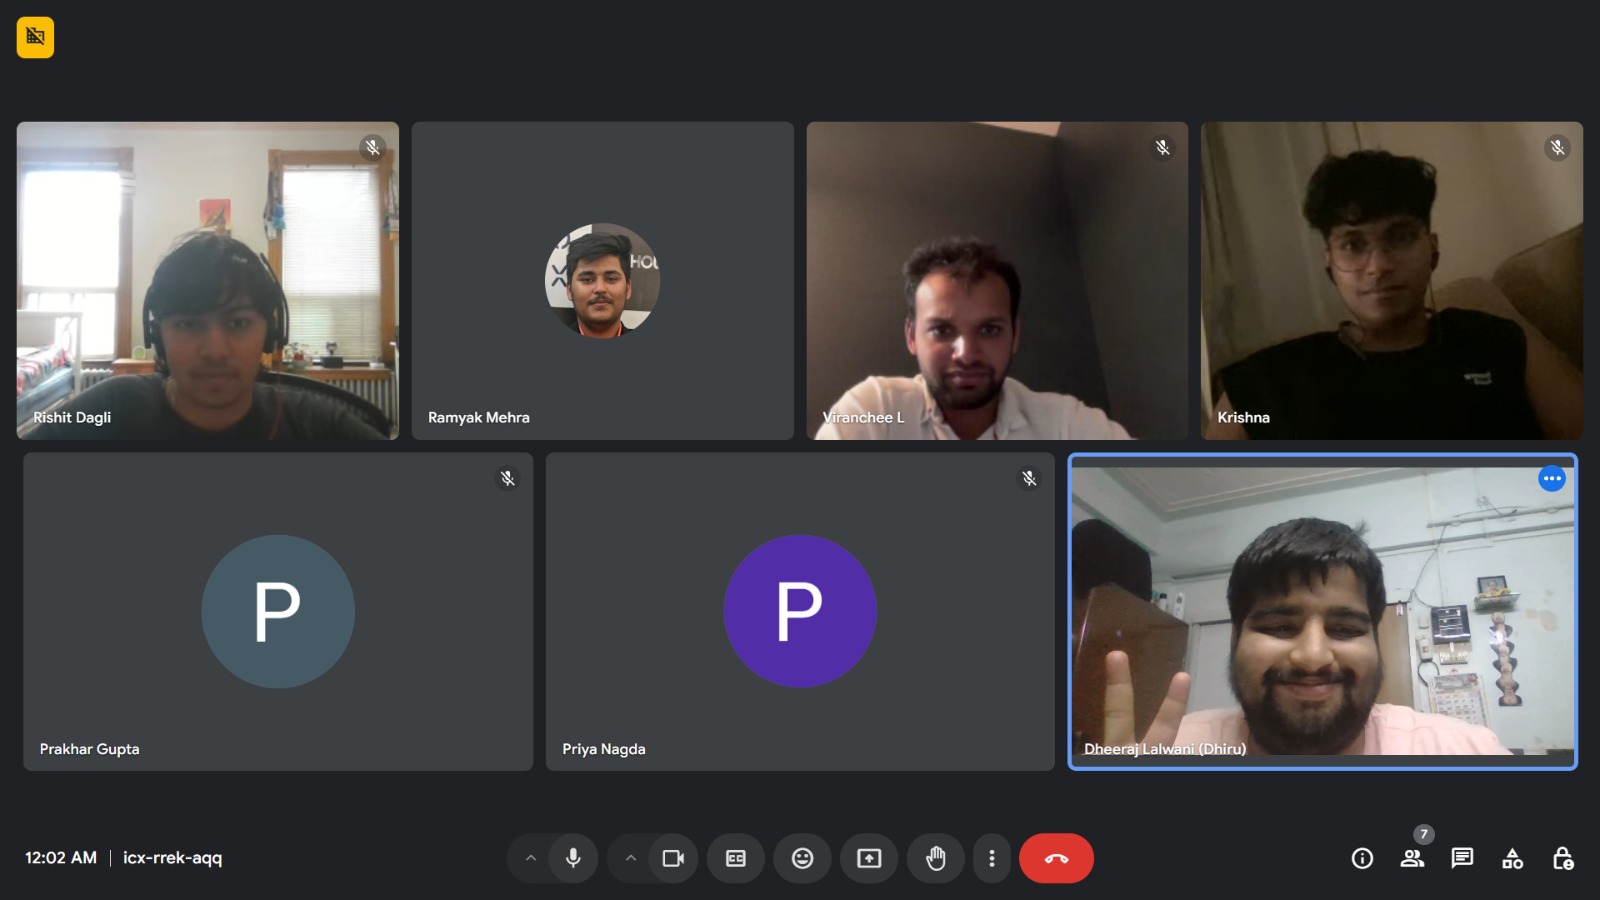 HOU
Rishit Dagli
Ramyak Mehra
Viranchee L
Krishna
P
P
Prakhar Gupta
Priya Nagda
Dheeraj Lalwani (Dhiru)
7
12:02 AM | icx-rrek-aqq
CC